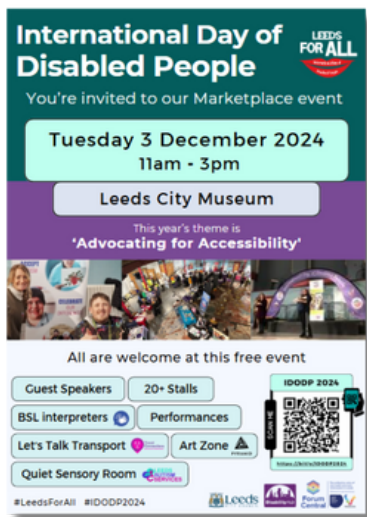 International Day of
Disabled People
LEEDS
FOR ALL
You're invited to our Marketplace event
Tuesday 3 December 2024
11am - 3pm
Leeds City Museum
This year's theme is
'Advocating for Accessibility'
All are welcome at this free event
Guest Speakers
20+ Stalls
BSL interpreters
Performances
Let's Talk Transport
Art Zone
Quiet Sensory Room
IDODP 2024
SCAN ME
#LeedsForAll #IDODP2024
Leeds
Forum
Central